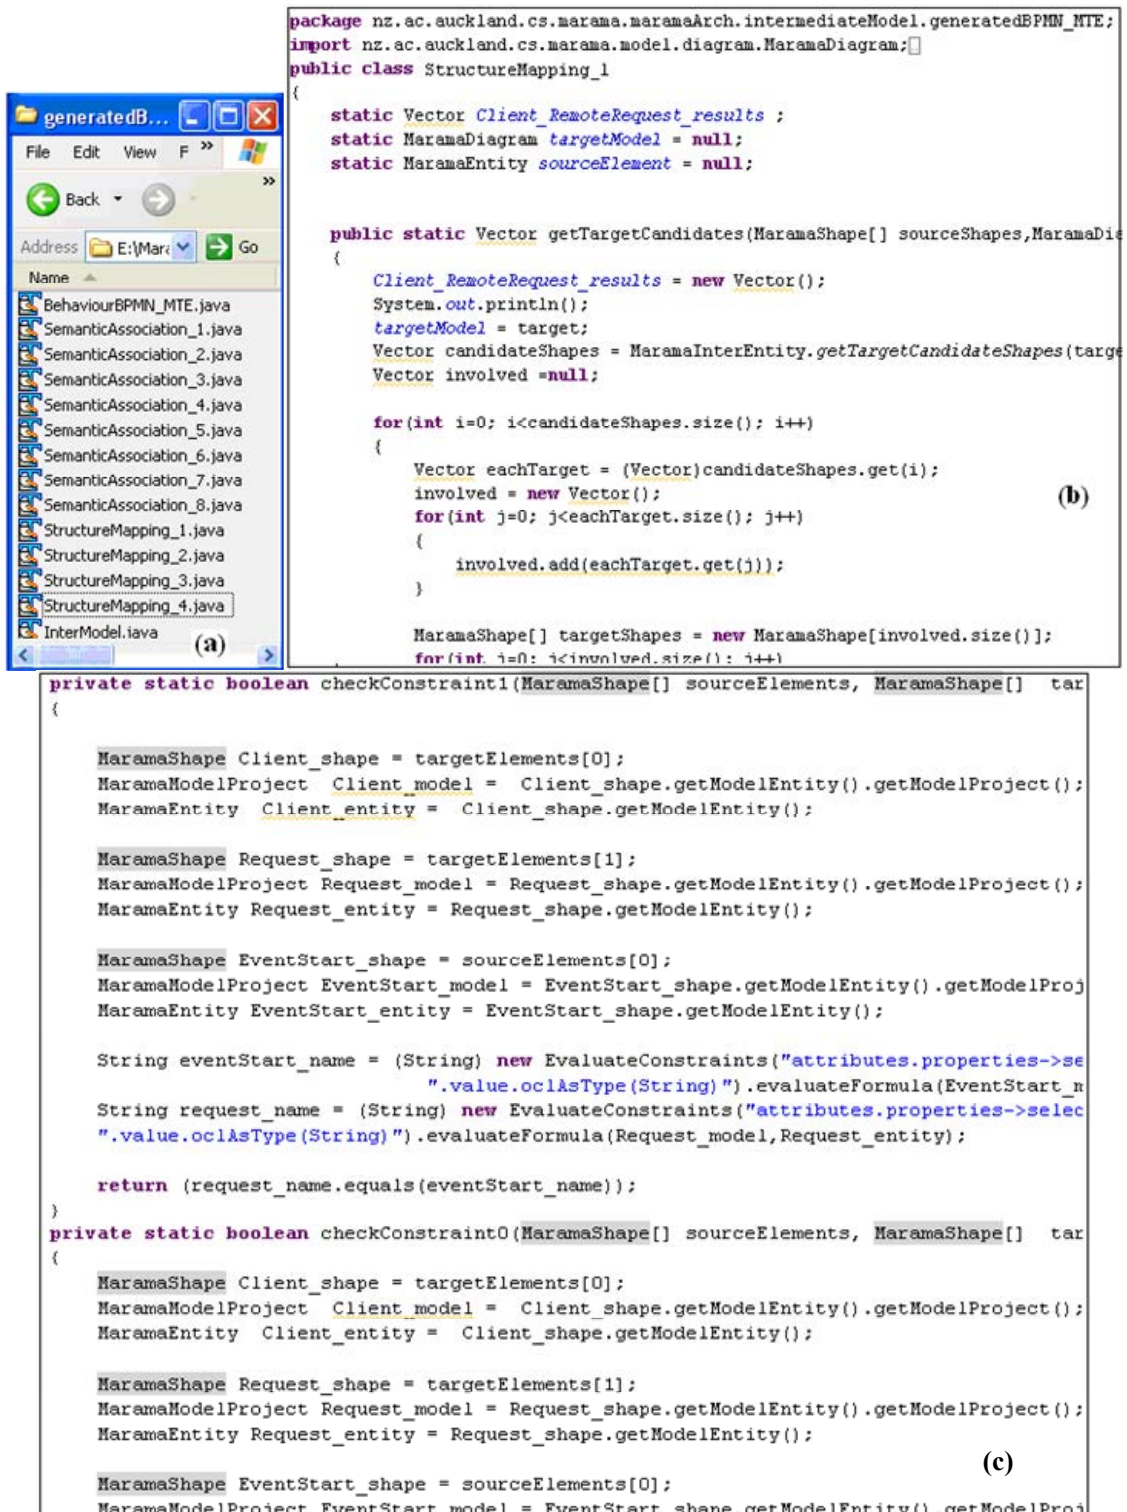 generatedB...
File Edit View F »
Back
»
Address E:\Mara Go
Name
BehaviourBPMN_MTE.java
SemanticAssociation_1.java
SemanticAssociation_2.java
SemanticAssociation_3.java
SemanticAssociation_4.java
SemanticAssociation_5.java
SemanticAssociation_6.java
SemanticAssociation_7.java
SemanticAssociation_8.java
StructureMapping_1.java
StructureMapping_2.java
StructureMapping_3.java
StructureMapping_4.java
InterModel.java
(a)
package nz.ac.auckland.cs.marama.maramaArch.intermediateModel.generatedBPMN_MTE;
import nz.ac.auckland.cs.marama.model.diagram.MaramaDiagram;
public class StructureMapping_1
{
static Vector Client_RemoteRequest_results ;
static MaramaDiagram targetModel = null;
static MaramaEntity sourceElement = null;
public static Vector getTargetCandidates(MaramaShape[] sourceShapes,MaramaDia
{
Client_RemoteRequest_results = new Vector();
System.out.println();
targetModel = target;
Vector candidateShapes = MaramaInterEntity.getTargetCandidateShapes(targe
Vector involved =null;
for(int i=0; i<candidateShapes.size(); i++)
{
Vector eachTarget = (Vector)candidateShapes.get(i);
involved = new Vector();
for(int j=0; j<eachTarget.size(); j++)
{
involved.add(eachTarget.get(j));
}
MaramaShape[] targetShapes = new MaramaShape[involved.size()];
for(int j=0; j<involved.size(); j++)
(b)
private static boolean checkConstraint1(MaramaShape[] sourceElements, MaramaShape[] tar
{
MaramaShape Client_shape = targetElements[0];
MaramaModelProject Client_model = Client_shape.getModelEntity().getModelProject();
MaramaEntity Client_entity = Client_shape.getModelEntity();
MaramaShape Request_shape = targetElements[1];
MaramaModelProject Request_model = Request_shape.getModelEntity().getModelProject();
MaramaEntity Request_entity = Request_shape.getModelEntity();
MaramaShape EventStart_shape = sourceElements[0];
MaramaModelProject EventStart_model = EventStart_shape.getModelEntity().getModelProj
MaramaEntity EventStart_entity = EventStart_shape.getModelEntity();
String eventStart_name = (String) new EvaluateConstraints("attributes.properties->se
".value.oclAsType(String)").evaluateFormula(EventStart_m
String request_name = (String) new EvaluateConstraints("attributes.properties->selec
".value.oclAsType(String)").evaluateFormula(Request_model,Request_entity);
return (request_name.equals(eventStart_name));
}
private static boolean checkConstraint0(MaramaShape[] sourceElements, MaramaShape[] tar
{
MaramaShape Client_shape = targetElements[0];
MaramaModelProject Client_model = Client_shape.getModelEntity().getModelProject();
MaramaEntity Client_entity = Client_shape.getModelEntity();
MaramaShape Request_shape = targetElements[1];
MaramaModelProject Request_model = Request_shape.getModelEntity().getModelProject();
MaramaEntity Request_entity = Request_shape.getModelEntity();
MaramaShape EventStart_shape = sourceElements[0];
MaramaModelProject EventStart_model = EventStart_shape.getModelEntity().getModelProj
(c)